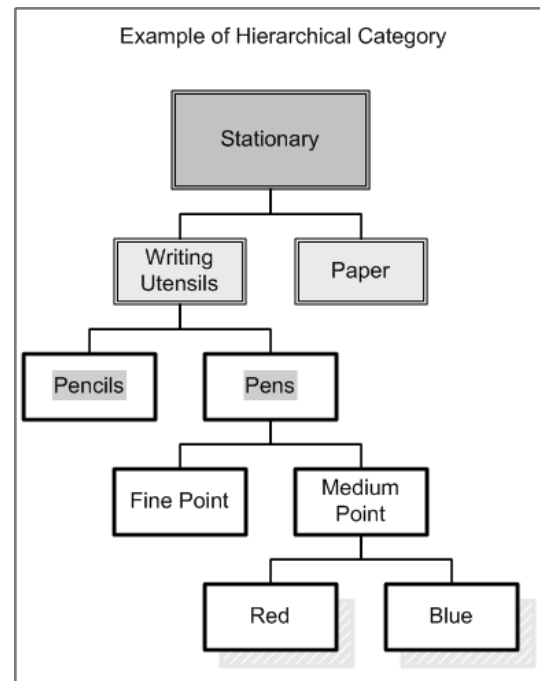 Example of Hierarchical Category
Stationary
Writing
Utensils
Paper
Pencils
Pens
Fine Point
Medium
Point
Red
Blue